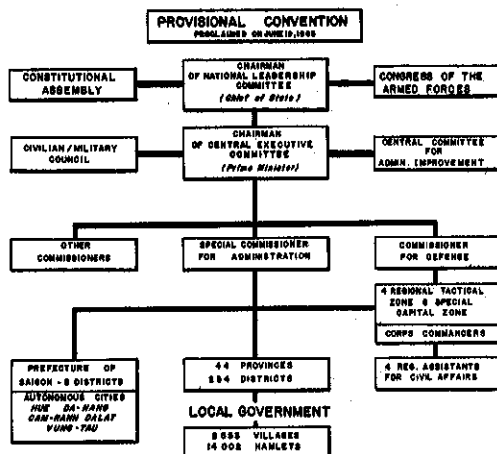 PROVISIONAL CONVENTION
PROCLAIMED ON JUNE 19, 1965
CONSTITUTIONAL
ASSEMBLY
CHAIRMAN
OF NATIONAL LEADERSHIP
COMMITTEE
(Chief of State)
CONGRESS OF THE
ARMED FORCES
CIVILIAN/MILITARY
COUNCIL
CHAIRMAN
OF CENTRAL EXECUTIVE
COMMITTEE
(Prime Minister)
CENTRAL COMMITTEE
FOR
ADMIN. IMPROVEMENT
OTHER
COMMISSIONERS
SPECIAL COMMISSIONER
FOR ADMINISTRATION
COMMISSIONER
FOR DEFENSE
4 REGIONAL TACTICAL
ZONE & SPECIAL
CAPITAL ZONE
CORPS COMMANDERS
PREFECTURE OF
SAIGON - 8 DISTRICTS
AUTONOMOUS CITIES
HUE DA-NANG
CAM-RANH DALAT
VUNG-TAU
44 PROVINCES
DISTRICTS
4 REG. ASSISTANTS
FOR CIVIL AFFAIRS
LOCAL GOVERNMENT
VILLAGES
14 002 HAMLETS